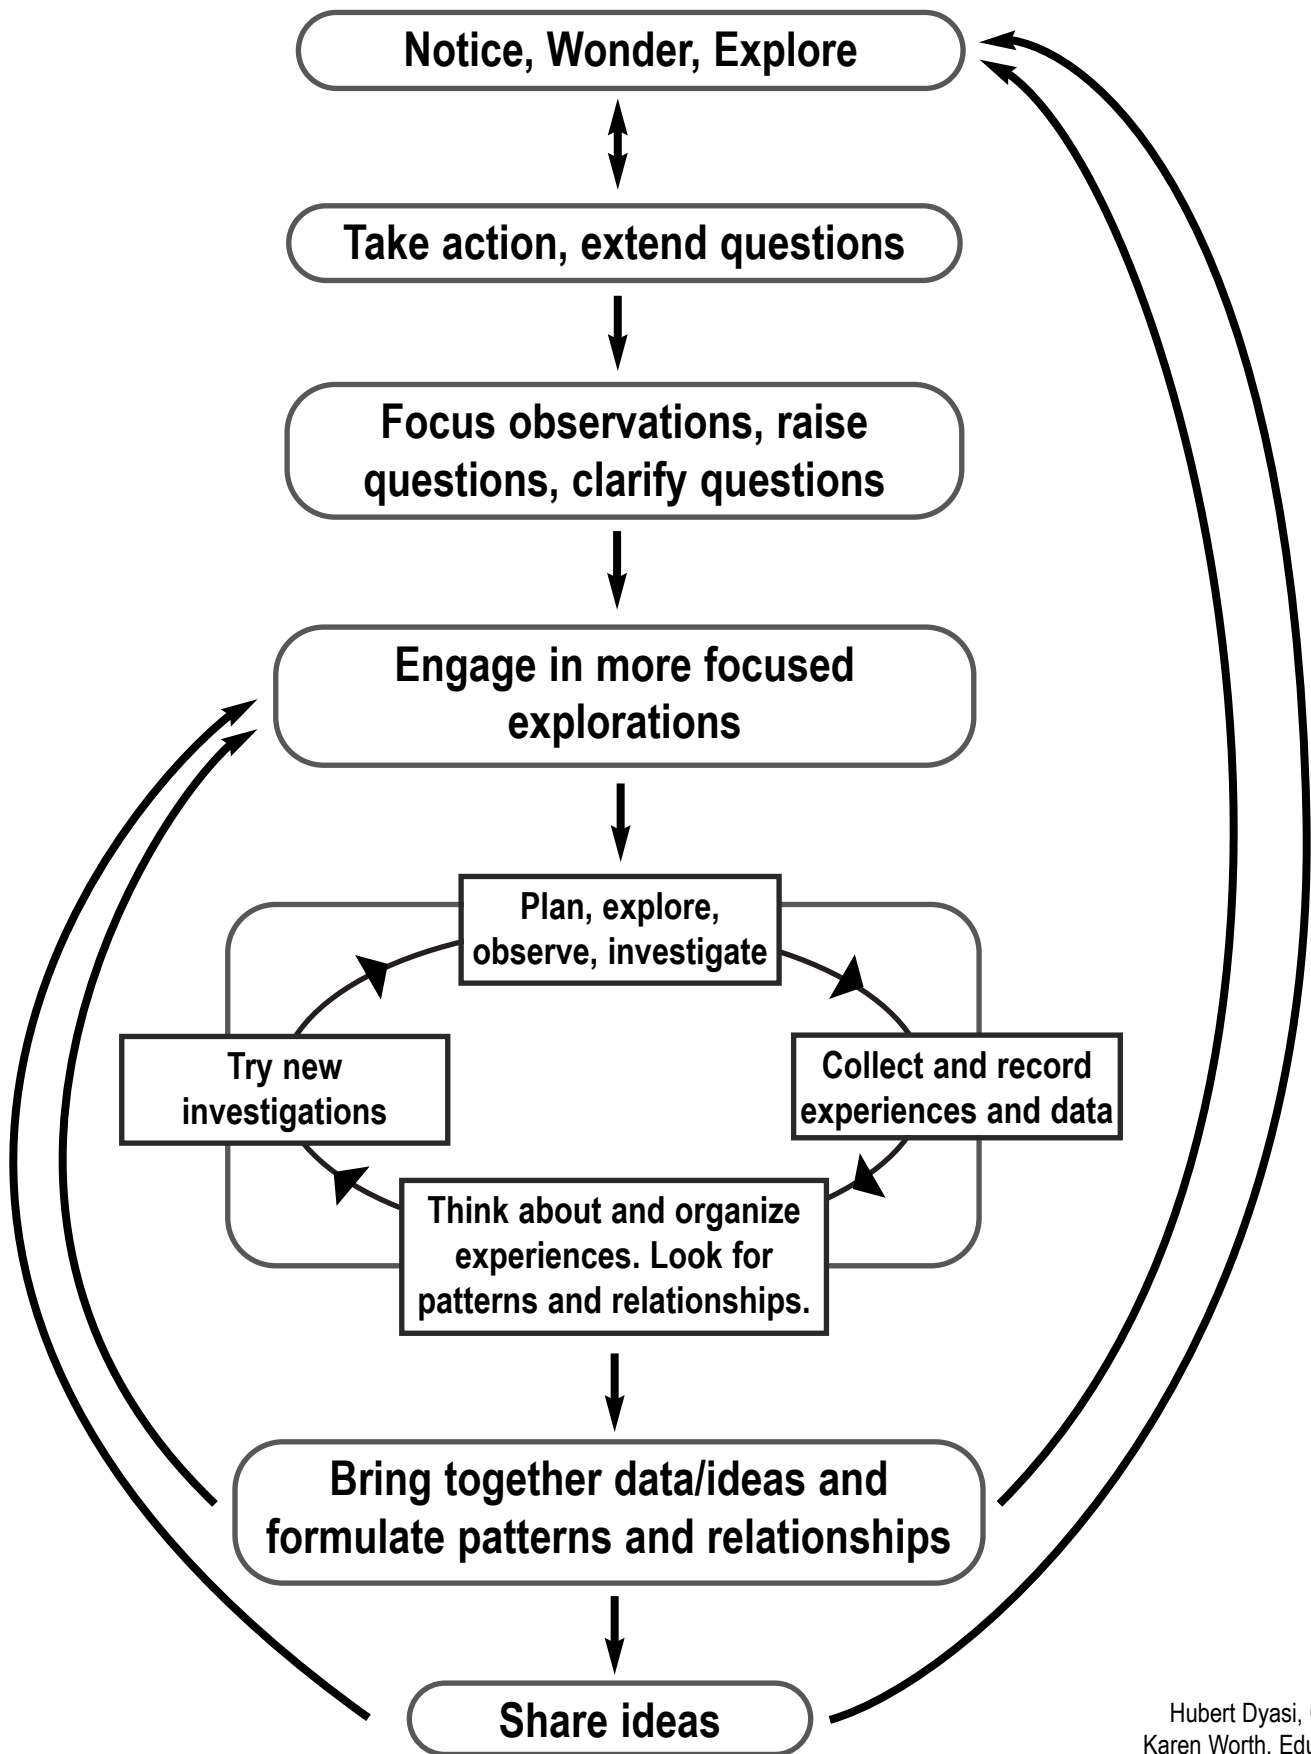 Notice, Wonder, Explore
Take action, extend questions
Focus observations, raise
questions, clarify questions
Engage in more focused
explorations
Plan, explore,
observe, investigate
Try new
investigations
Collect and record
experiences and data
Think about and organize
experiences. Look for
patterns and relationships.
Bring together data/ideas and
formulate patterns and relationships
Share ideas
Hubert Dyasi,
Karen Worth,